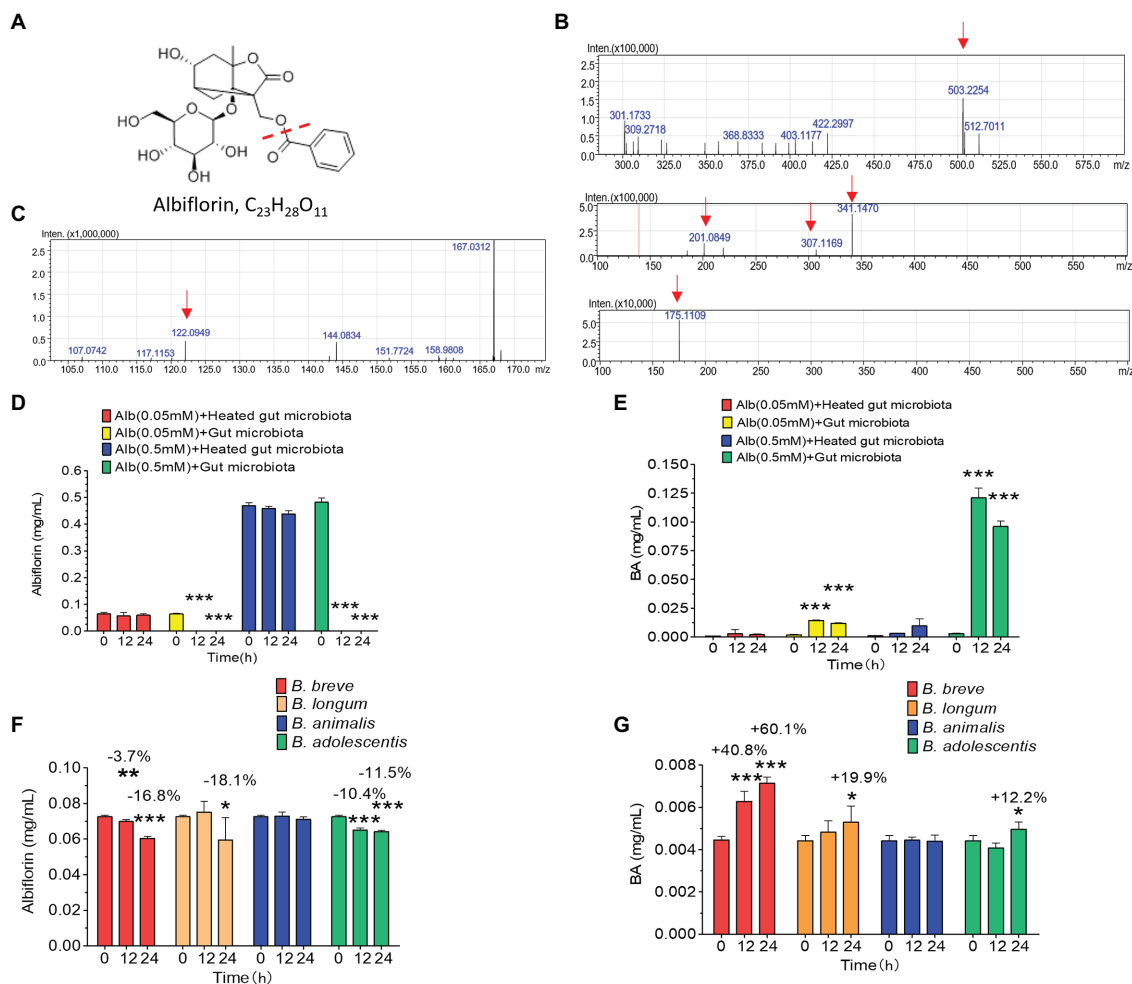 A
HO
O
O
O
O
HO
O
O
HO
OH
OH
Albiflorin, C23H28O11
B
Inten.(x100,000)
2.5
2.0
1.5
1.0
0.5
0.0
301.1733
309.2718
368.8333
403.1177
422.2997
503.2254
512.7011
300.0 325.0 350.0 375.0 400.0 425.0 450.0 475.0 500.0 525.0 550.0 575.0 m/z
Inten.(x100,000)
5.0
2.5
0.0
201.0849
307.1169
341.1470
100 150 200 250 300 350 400 450 500 550 m/z
Inten.(x10,000)
5.0
2.5
0.0
175.1109
100 150 200 250 300 350 400 450 500 550 m/z
C
Inten. (x1,000,000)
2.5
2.0
1.5
1.0
0.5
0.0
107.0742
117.1153
122.0949
144.0834
151.7724
158.9808
167.0312
105.0 110.0 115.0 120.0 125.0 130.0 135.0 140.0 145.0 150.0 155.0 160.0 165.0 170.0 m/z
D
Alb(0.05mM)+Heated gut microbiota
Alb(0.05mM)+Gut microbiota
Alb(0.5mM)+Heated gut microbiota
Alb(0.5mM)+Gut microbiota
Albiflorin (mg/mL)
0.6
0.5
0.4
0.3
0.2
0.1
0.0
*** *** *** ***
0 12 24 0 12 24 0 12 24 0 12 24
Time(h)
E
Alb(0.05mM)+Heated gut microbiota
Alb(0.05mM)+Gut microbiota
Alb(0.5mM)+Heated gut microbiota
Alb(0.5mM)+Gut microbiota
BA (mg/mL)
0.150
0.125
0.100
0.075
0.050
0.025
0.000
*** *** *** ***
0 12 24 0 12 24 0 12 24 0 12 24
Time(h)
F
B. breve
B. longum
B. animalis
B. adolescentis
Albiflorin (mg/mL)
0.10
0.08
0.06
0.04
0.02
0.00
-3.7%
**
-16.8%
***
-18.1%
*
-10.4%
***
-11.5%
***
0 12 24 0 12 24 0 12 24 0 12 24
Time(h)
G
B. breve
B. longum
B. animalis
B. adolescentis
BA (mg/mL)
0.008
0.006
0.004
0.002
0.000
+40.8%
***
+60.1%
***
+19.9%
*
+12.2%
*
0 12 24 0 12 24 0 12 24 0 12 24
Time(h)